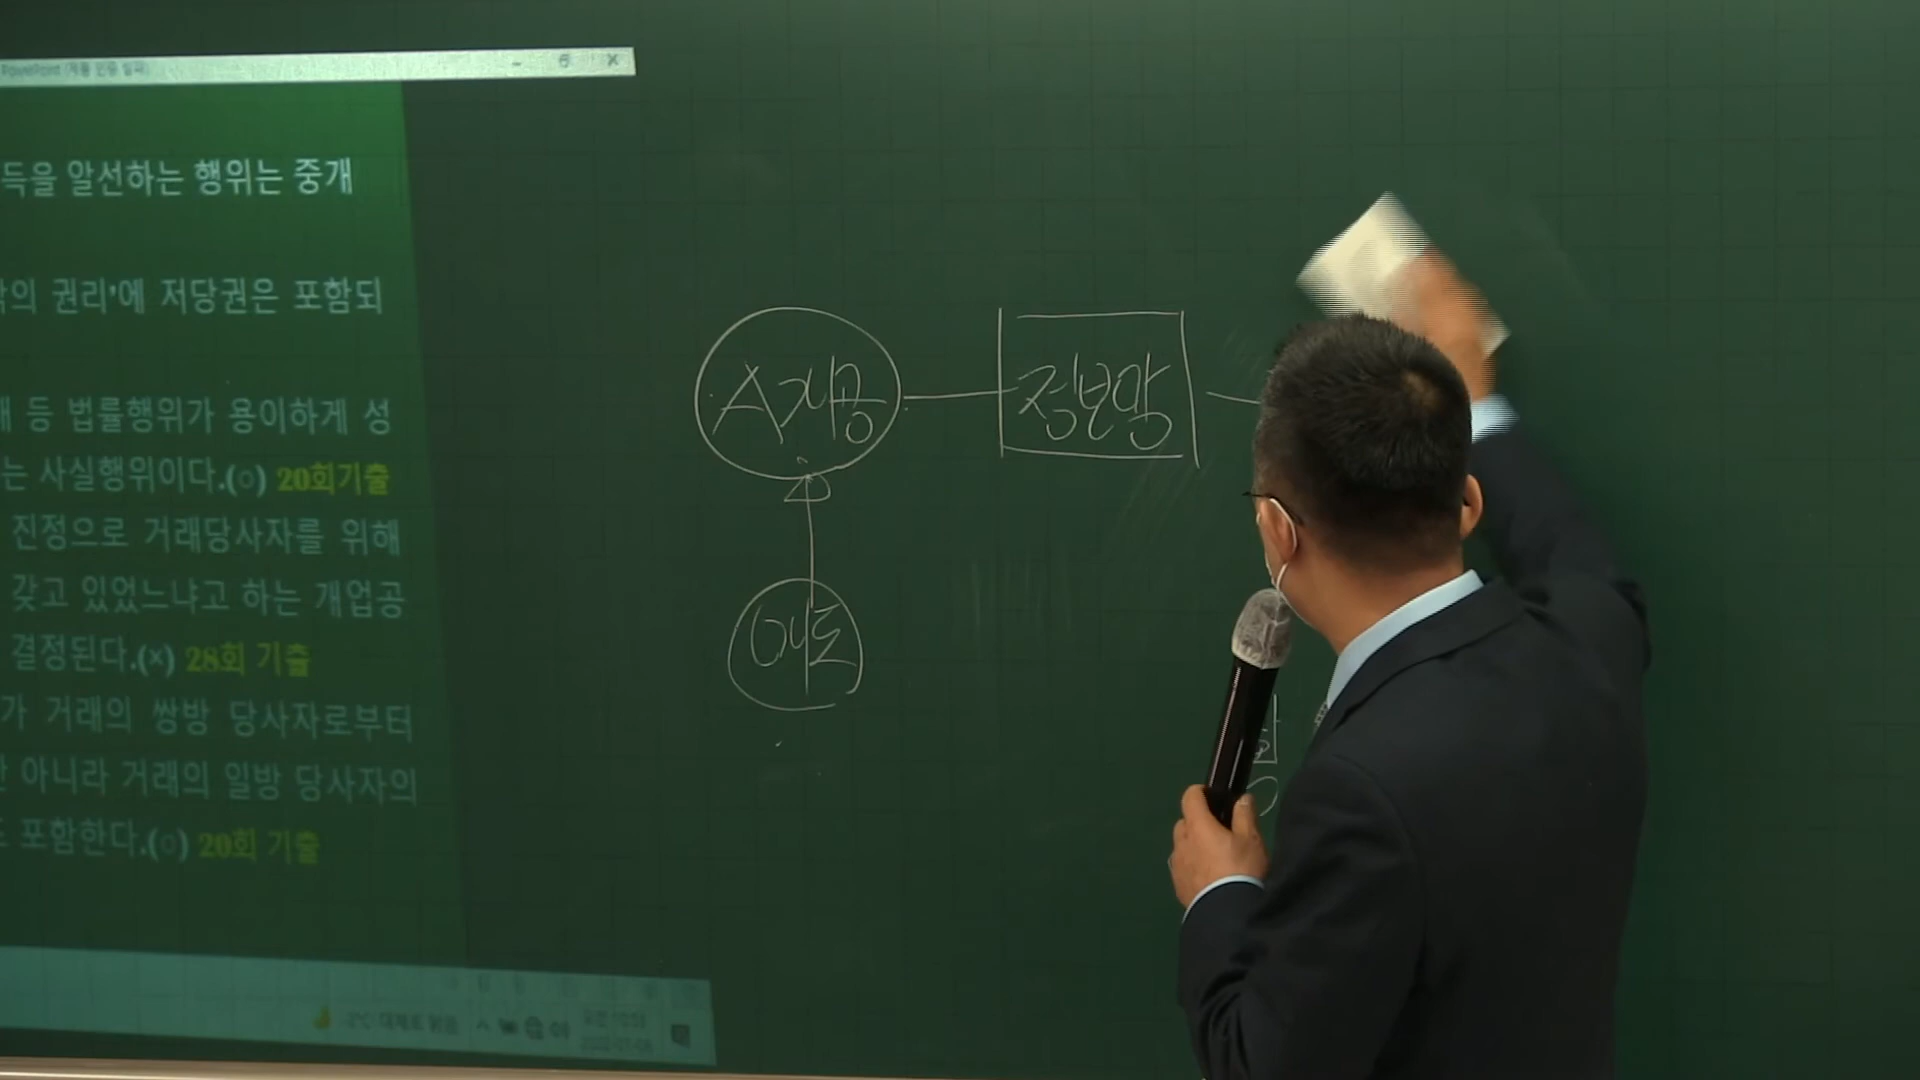 득을 알선하는 행위는 중개
의 권리'에 저당권은 포함되
등 법률행위가 용이하게 성
는 사실행위이다.(○) 20회기출
진정으로 거래당사자를 위해
갖고 있었느냐고 하는 개업공
결정된다.(×) 28회 기출
가 거래의 쌍방 당사자로부터
아니라 거래의 일방 당사자의
포함한다.(○) 20회 기출
A 개공
정보망
매도